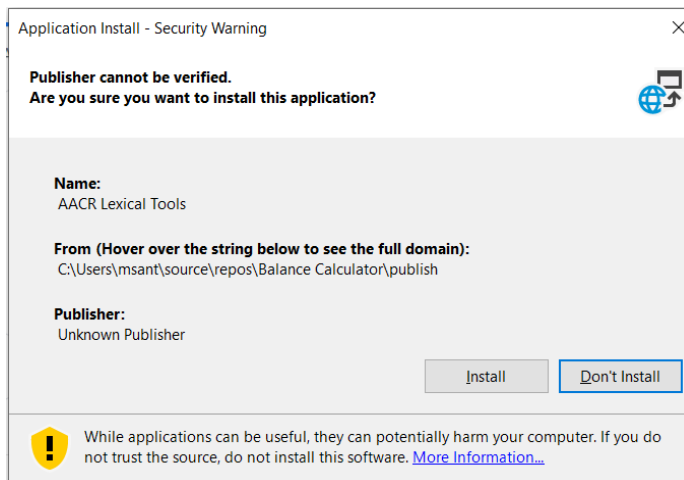 Application Install - Security Warning
Publisher cannot be verified.
Are you sure you want to install this application?
Name:
AACR Lexical Tools
From (Hover over the string below to see the full domain):
C:\Users\msant\source\repos\Balance Calculator\publish
Publisher:
Unknown Publisher
Install
Don't Install
While applications can be useful, they can potentially harm your computer. If you do
not trust the source, do not install this software. More Information...